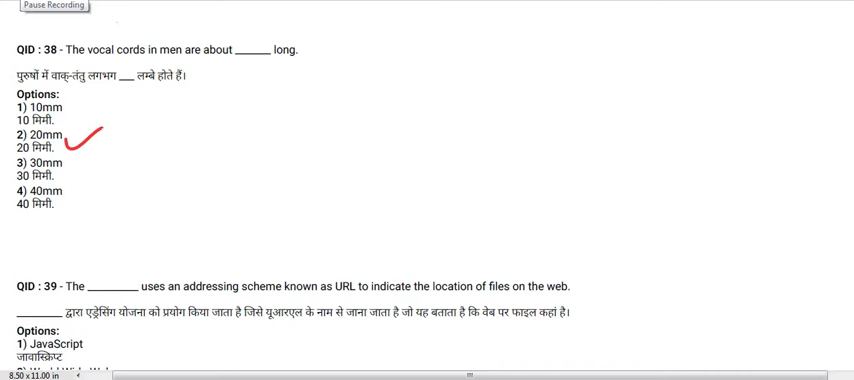 Pause Recording
QID : 38 - The vocal cords in men are about ______ long.
पुरुषों में वाक्-तंतु लगभग ___ लम्बे होते हैं।
Options:
1) 10mm
10 मिमी.
2) 20mm
20 मिमी.
3) 30mm
30 मिमी.
4) 40mm
40 मिमी.
QID : 39 - The _________ uses an addressing scheme known as URL to indicate the location of files on the web.
________ द्वारा एड्रेसिंग योजना को प्रयोग किया जाता है जिसे यूआरएल के नाम से जाना जाता है जो यह बताता है कि वेब पर फाइल कहां है।
Options:
1) JavaScript
जावास्क्रिप्ट
8.50 x 11.00 in